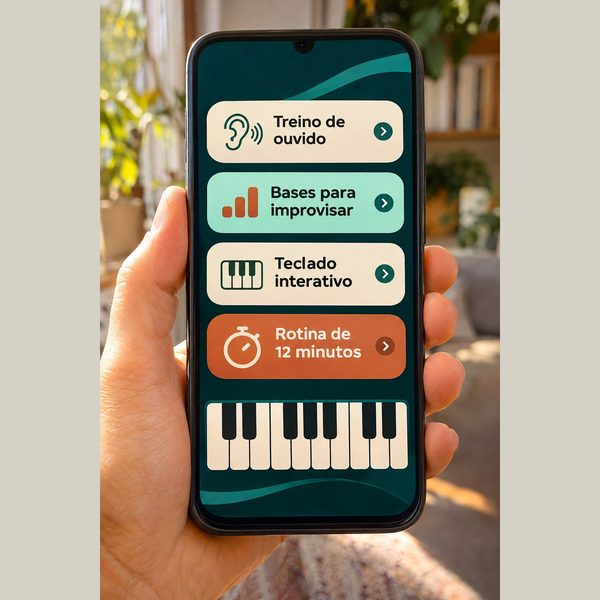 Treino de
ouvido
Bases para
improvisar
Teclado
interativo
Rotina de
12 minutos